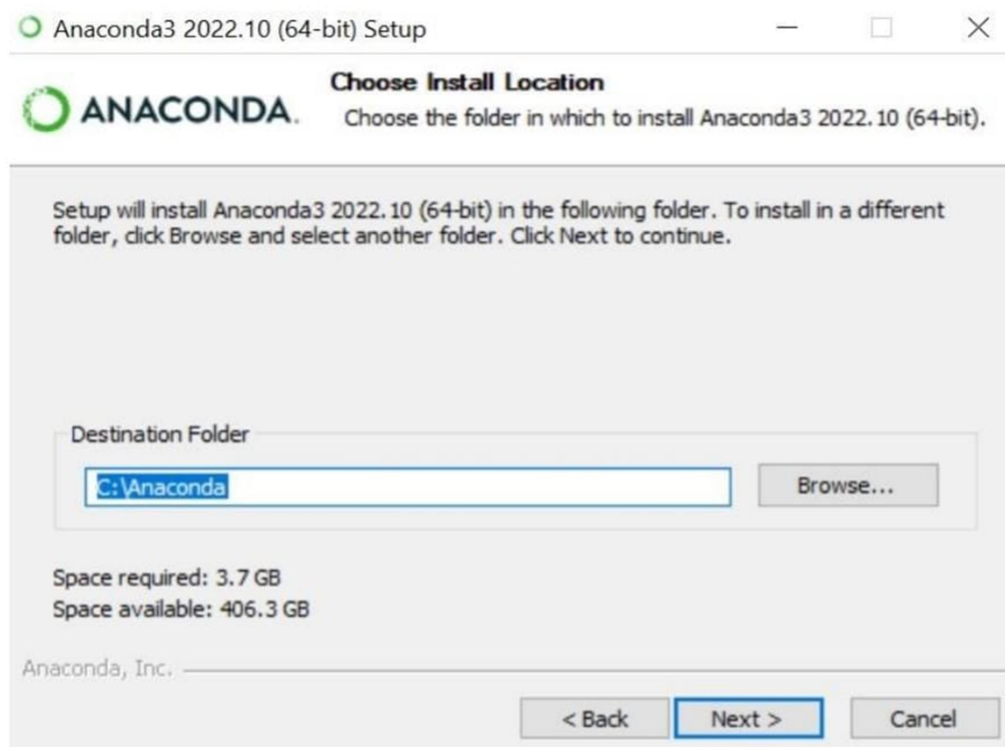 Anaconda3 2022.10 (64-bit) Setup
ANACONDA.
Choose Install Location
Choose the folder in which to install Anaconda3 2022.10 (64-bit).
Setup will install Anaconda3 2022.10 (64-bit) in the following folder. To install in a different
folder, click Browse and select another folder. Click Next to continue.
Destination Folder
C:\Anaconda
Browse...
Space required: 3.7 GB
Space available: 406.3 GB
Anaconda, Inc.
< Back
Next >
Cancel